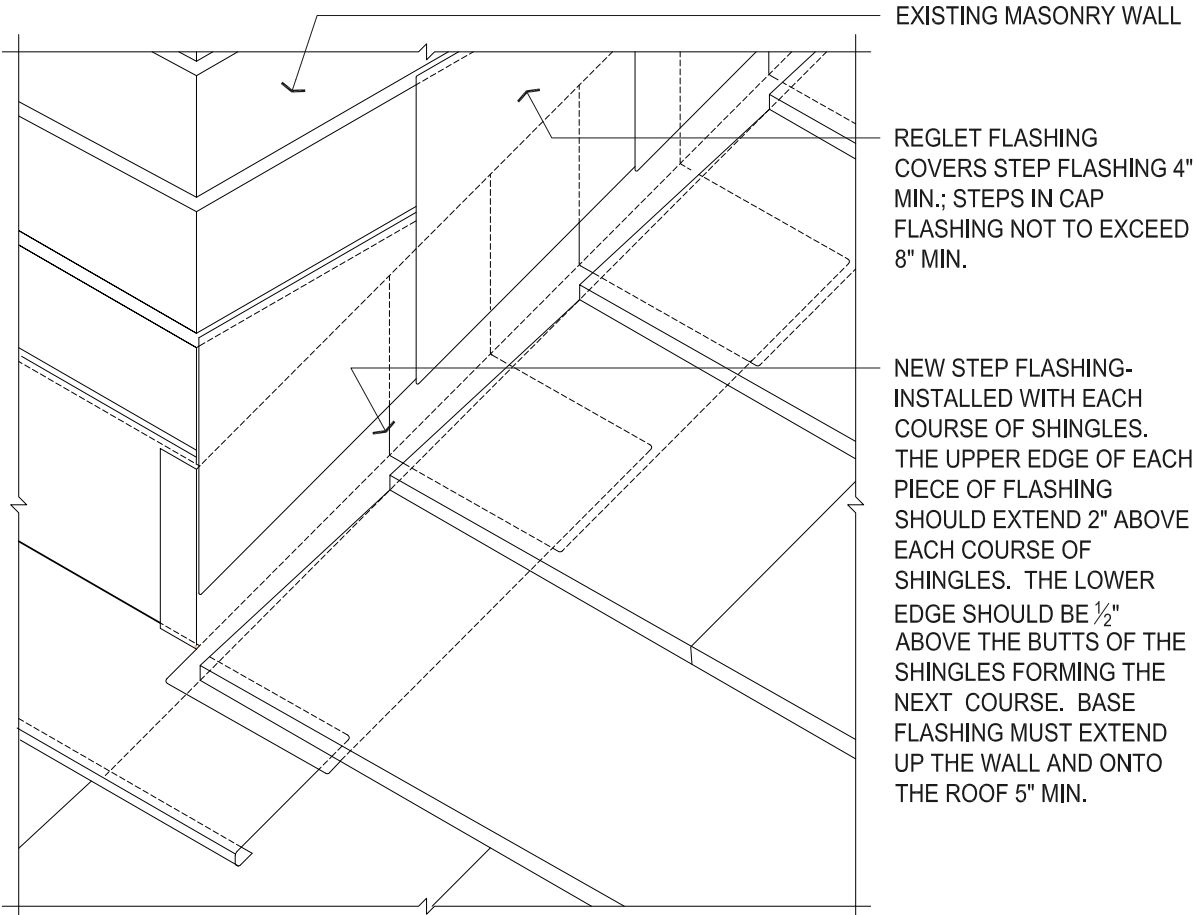 EXISTING MASONRY WALL
REGLET FLASHING
COVERS STEP FLASHING 4"
MIN.; STEPS IN CAP
FLASHING NOT TO EXCEED
8" MIN.
NEW STEP FLASHING-
INSTALLED WITH EACH
COURSE OF SHINGLES.
THE UPPER EDGE OF EACH
PIECE OF FLASHING
SHOULD EXTEND 2" ABOVE
EACH COURSE OF
SHINGLES. THE LOWER
EDGE SHOULD BE ½"
ABOVE THE BUTTS OF THE
SHINGLES FORMING THE
NEXT COURSE. BASE
FLASHING MUST EXTEND
UP THE WALL AND ONTO
THE ROOF 5" MIN.